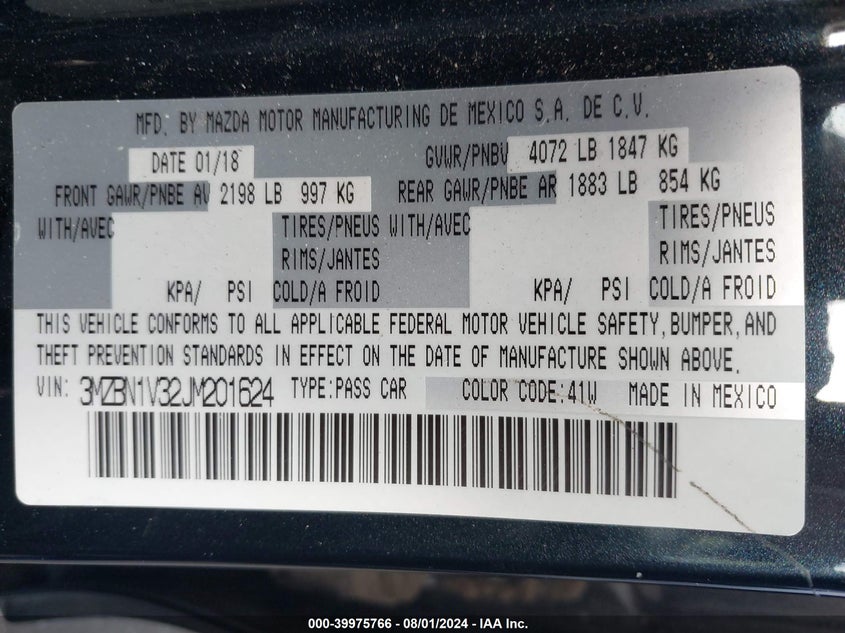 MFD. BY MAZDA MOTOR MANUFACTURING DE MEXICO S.A. DE C.V.
DATE 01/18 GVWR/PNBV 4072 LB 1847 KG
FRONT GAWR/PNBE AV 2198 LB 997 KG REAR GAWR/PNBE AR 1883 LB 854 KG
WITH/AVEC TIRES/PNEUS WITH/AVEC TIRES/PNEUS
RIMS/JANTES RIMS/JANTES
KPA/ PSI COLD/A FROID KPA/ PSI COLD/A FROID
THIS VEHICLE CONFORMS TO ALL APPLICABLE FEDERAL MOTOR VEHICLE SAFETY, BUMPER, AND
THEFT PREVENTION STANDARDS IN EFFECT ON THE DATE OF MANUFACTURE SHOWN ABOVE.
VIN: 3MZBN1V32JM201624 TYPE:PASS CAR COLOR CODE:41W MADE IN MEXICO
000-39975766 - 08/01/2024 - IAA Inc.